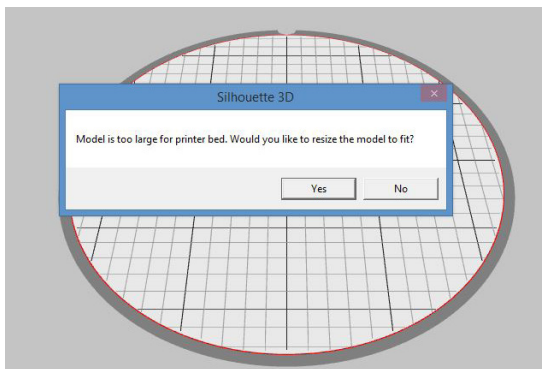 Silhouette 3D
Model is too large for printer bed. Would you like to resize the model to fit?
Yes
No